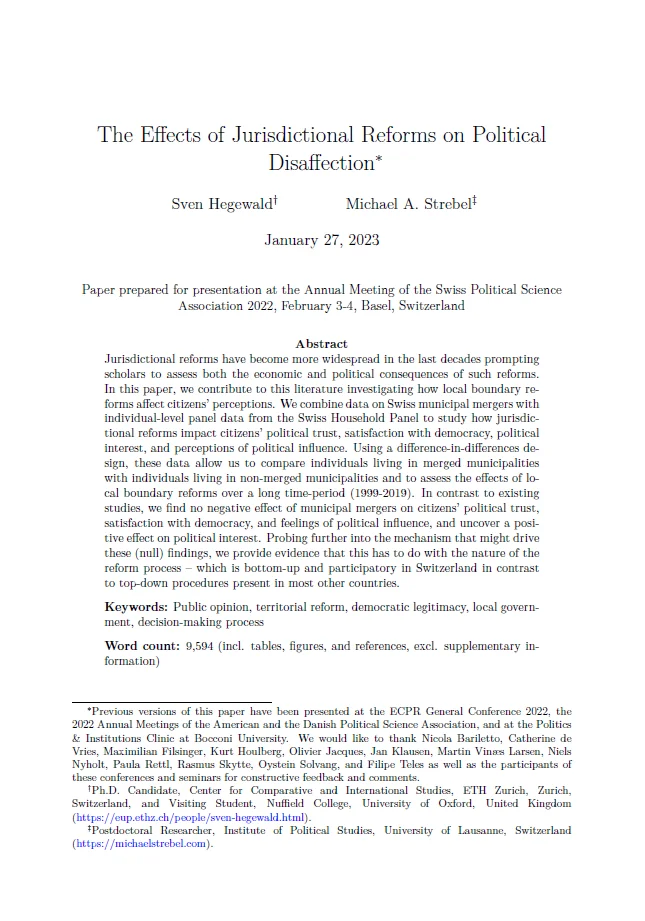 The Effects of Jurisdictional Reforms on Political
Disaffection*
Sven Hegewald† Michael A. Strebel‡
January 27, 2023
Paper prepared for presentation at the Annual Meeting of the Swiss Political Science
Association 2022, February 3-4, Basel, Switzerland
Abstract
Jurisdictional reforms have become more widespread in the last decades prompting
scholars to assess both the economic and political consequences of such reforms.
In this paper, we contribute to this literature investigating how local boundary re-
forms affect citizens' perceptions. We combine data on Swiss municipal mergers with
individual-level panel data from the Swiss Household Panel to study how jurisdic-
tional reforms impact citizens' political trust, satisfaction with democracy, political
interest, and perceptions of political influence. Using a difference-in-differences de-
sign, these data allow us to compare individuals living in merged municipalities
with individuals living in non-merged municipalities and to assess the effects of lo-
cal boundary reforms over a long time-period (1999-2019). In contrast to existing
studies, we find no negative effect of municipal mergers on citizens' political trust,
satisfaction with democracy, and feelings of political influence, and uncover a posi-
tive effect on political interest. Probing further into the mechanism that might drive
these (null) findings, we provide evidence that this has to do with the nature of the
reform process – which is bottom-up and participatory in Switzerland in contrast
to top-down procedures present in most other countries.
Keywords: Public opinion, territorial reform, democratic legitimacy, local govern-
ment, decision-making process
Word count: 9,594 (incl. tables, figures, and references, excl. supplementary in-
formation)
*Previous versions of this paper have been presented at the ECPR General Conference 2022, the
2022 Annual Meetings of the American and the Danish Political Science Association, and at the Politics
& Institutions Clinic at Bocconi University. We would like to thank Nicola Bariletto, Catherine de
Vries, Maximilian Filsinger, Kurt Houlberg, Olivier Jacques, Jan Klausen, Martin Vinæs Larsen, Niels
Nyholt, Paula Rettl, Rasmus Skytte, Oystein Solvang, and Filipe Teles as well as the participants of
these conferences and seminars for constructive feedback and comments.
†Ph.D. Candidate, Center for Comparative and International Studies, ETH Zurich, Zurich,
Switzerland, and Visiting Student, Nuffield College, University of Oxford, United Kingdom
(https://eup.ethz.ch/people/sven-hegewald.html).
‡Postdoctoral Researcher, Institute of Political Studies, University of Lausanne, Switzerland
(https://michaelstrebel.com).